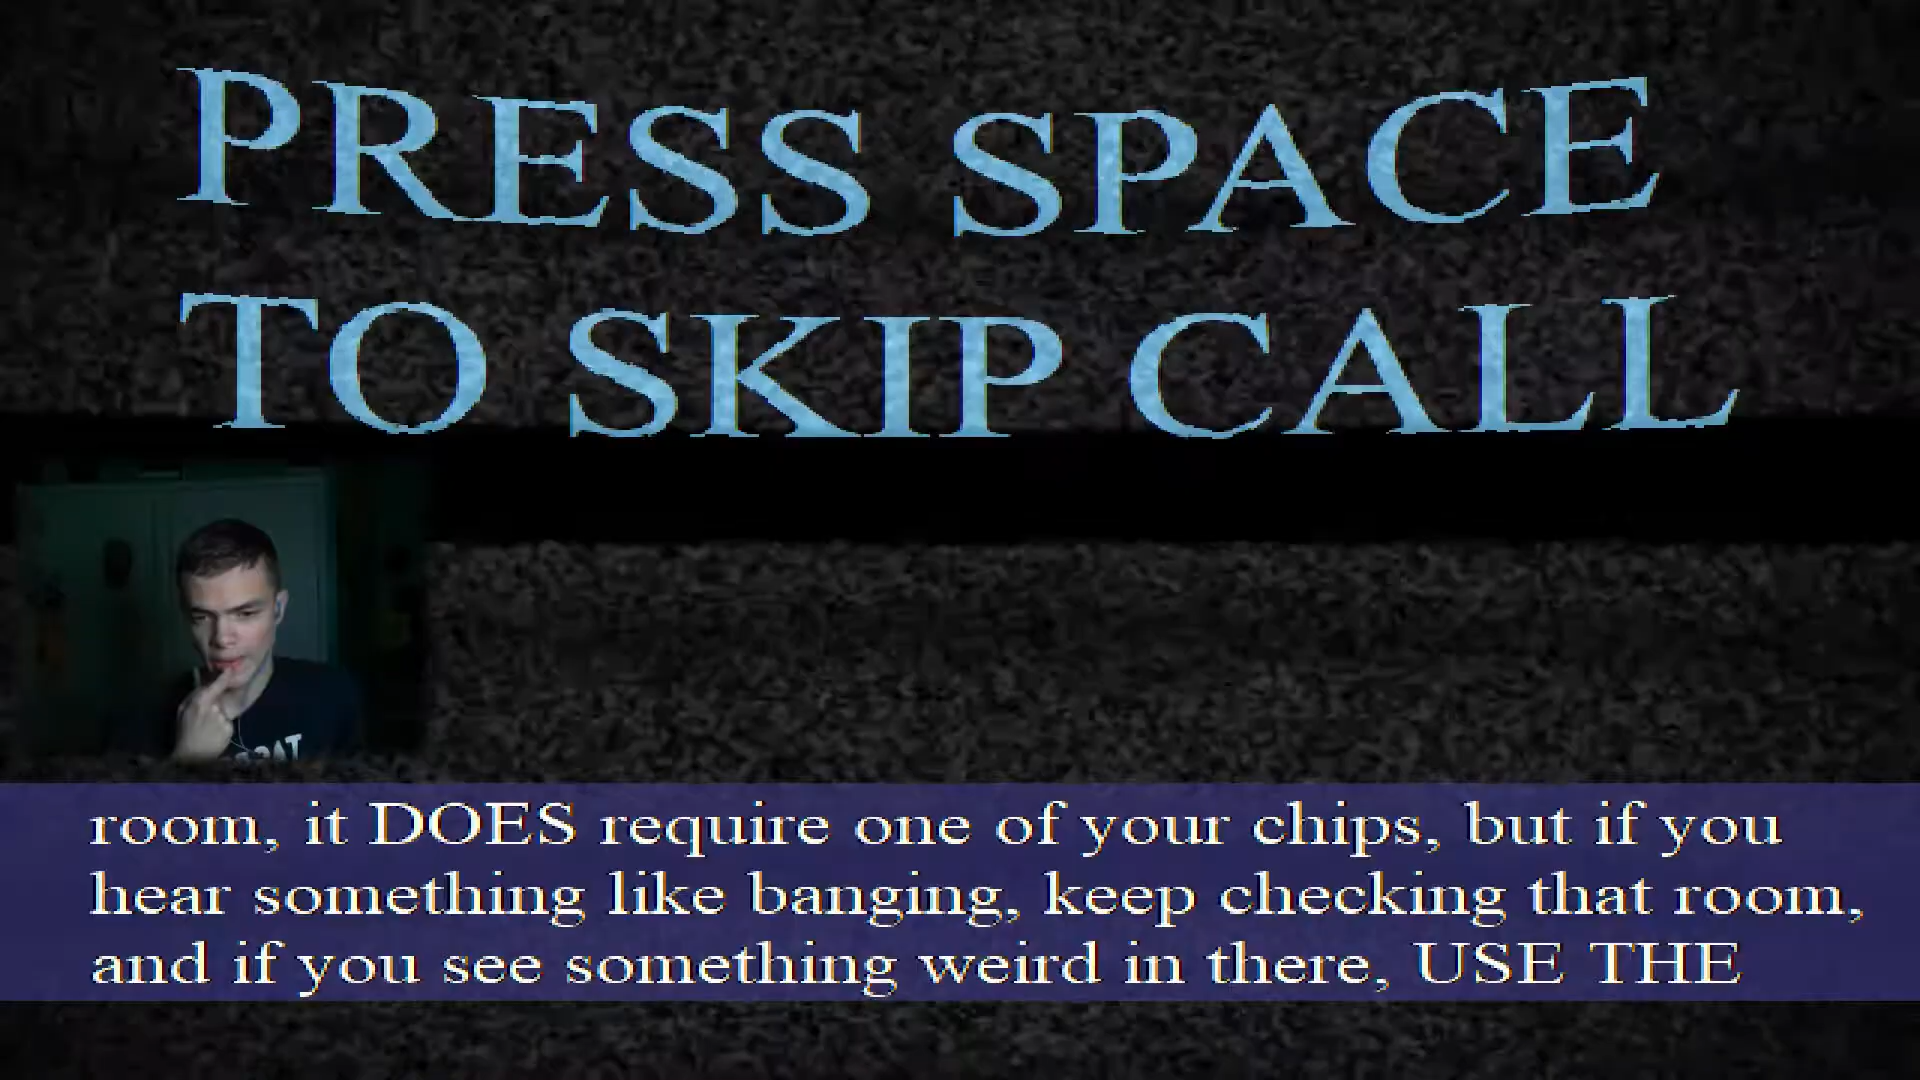 PRESS SPACE
TO SKIP CALL
room, it DOES require one of your chips, but if you
hear something like banging, keep checking that room,
and if you see something weird in there, USE THE